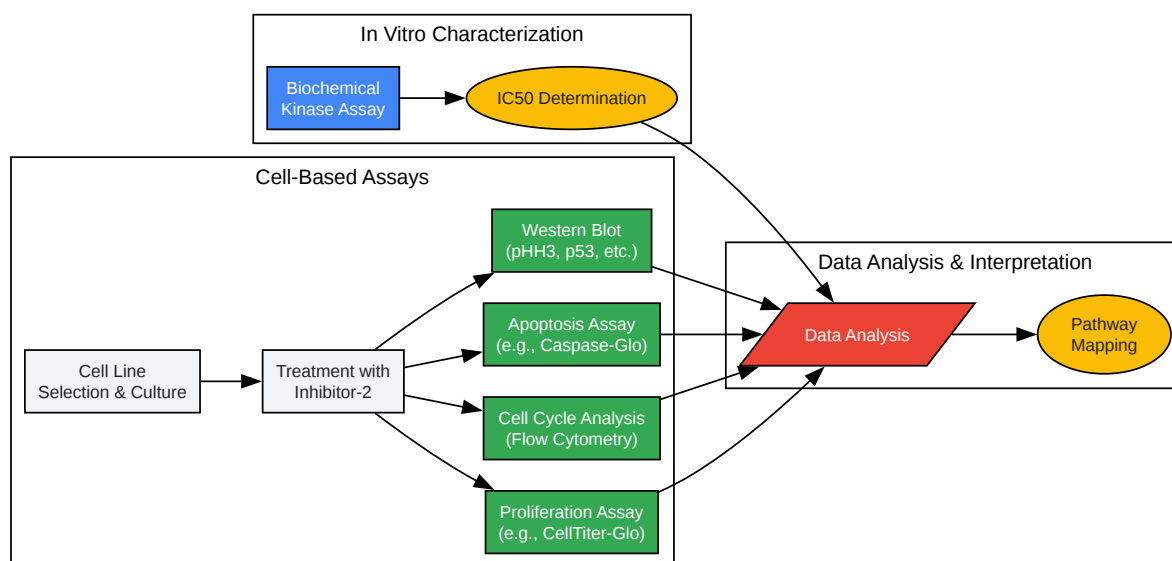 In Vitro Characterization
Biochemical
Kinase Assay
IC50 Determination
Cell-Based Assays
Western Blot
(pHH3, p53, etc.)
Apoptosis Assay
(e.g., Caspase-Glo)
Cell Line
Selection & Culture
Treatment with
Inhibitor-2
Cell Cycle Analysis
(Flow Cytometry)
Proliferation Assay
(e.g., CellTiter-Glo)
Data Analysis & Interpretation
Data Analysis
Pathway
Mapping